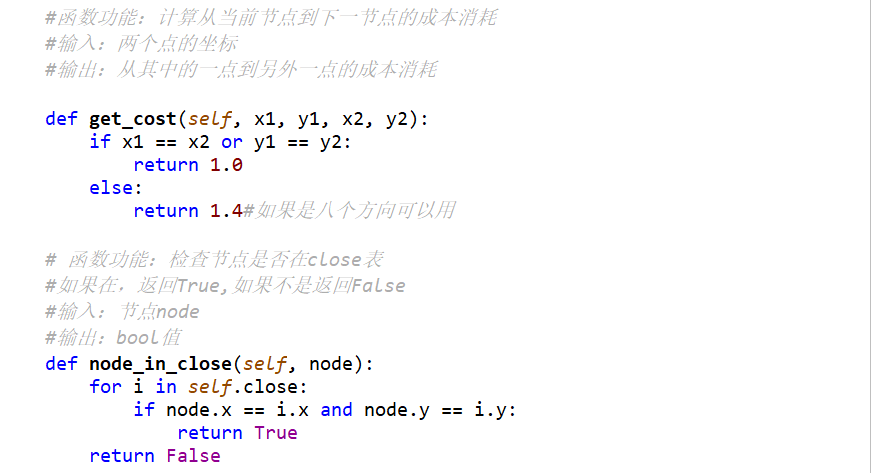 #函数功能：计算从当前节点到下一节点的成本消耗
#输入：两个点的坐标
#输出：从其中的一点到另外一点的成本消耗
def get_cost(self, x1, y1, x2, y2):
    if x1 == x2 or y1 == y2:
        return 1.0
    else:
        return 1.4#如果是八个方向可以用
# 函数功能：检查节点是否在close表
#如果在，返回True,如果不是返回False
#输入：节点node
#输出：bool值
def node_in_close(self, node):
    for i in self.close:
        if node.x == i.x and node.y == i.y:
            return True
    return False